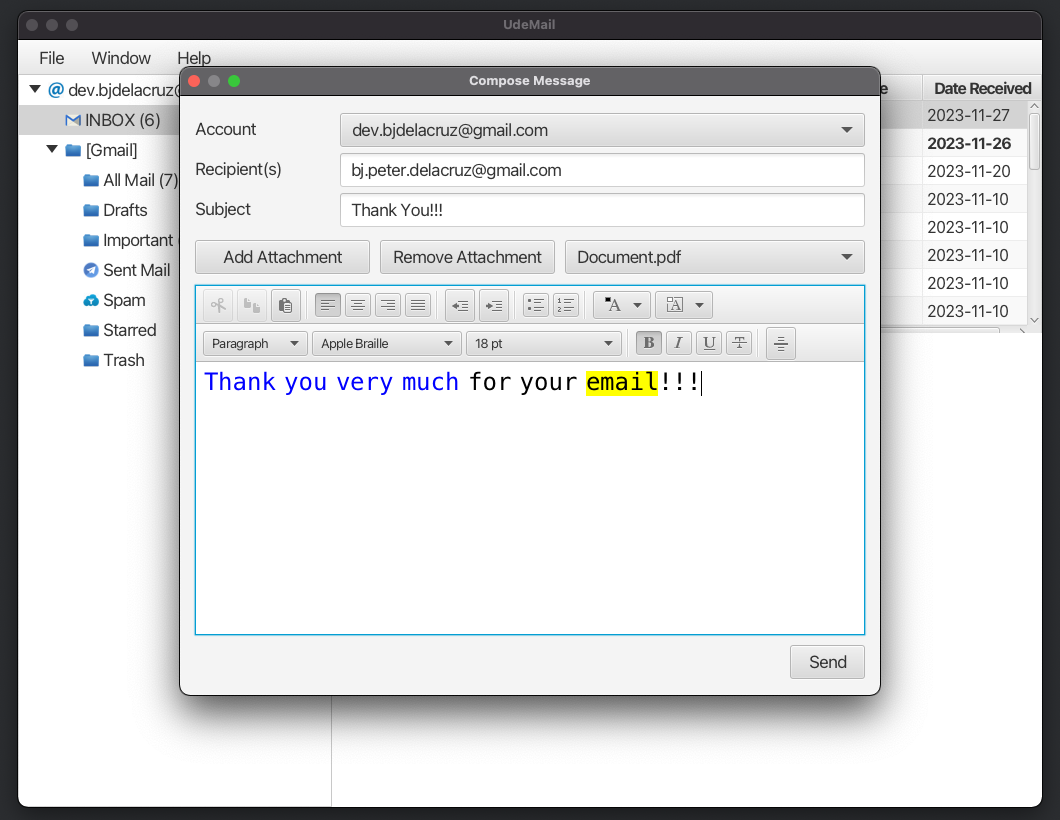 UdeMail
File Window Help
dev.bjdelacruz@
INBOX (6)
[Gmail]
All Mail (7)
Drafts
Important
Sent Mail
Spam
Starred
Trash
Date Received
2023-11-27
2023-11-26
2023-11-20
2023-11-10
2023-11-10
2023-11-10
2023-11-10
2023-11-10
Compose Message
Account dev.bjdelacruz@gmail.com
Recipient(s) bj.peter.delacruz@gmail.com
Subject Thank You!!!
Add Attachment Remove Attachment Document.pdf
A A
Paragraph Apple Braille 18 pt B I U T
Thank you very much for your email!!!
Send